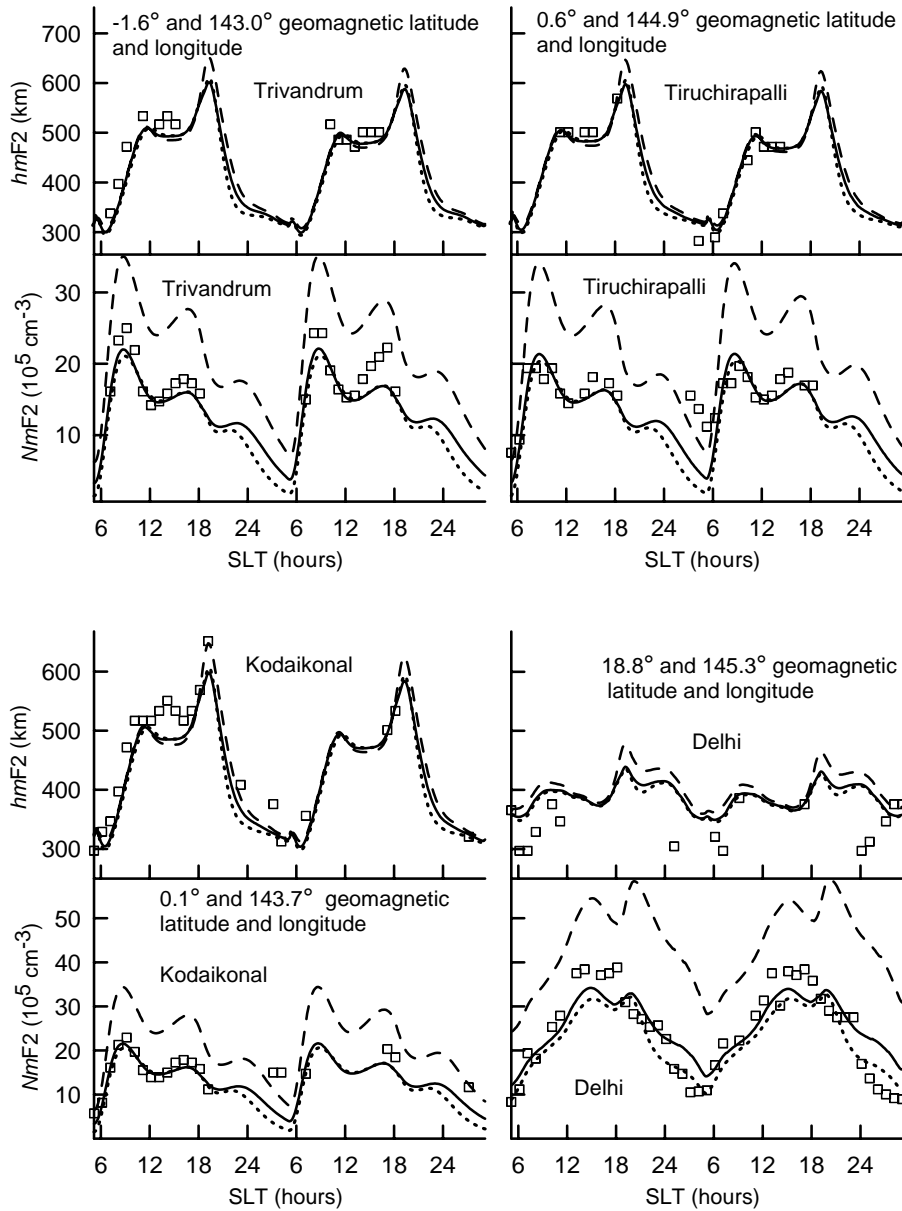 -1.6° and 143.0° geomagnetic latitude
and longitude
0.6° and 144.9° geomagnetic latitude
and longitude
700
600
500
400
300
hmF2 (km)
Trivandrum
Tiruchirapalli
30
20
10
NmF2 (10⁵ cm⁻³)
Trivandrum
Tiruchirapalli
6 12 18 24 6 12 18 24
6 12 18 24 6 12 18 24
SLT (hours)
SLT (hours)
600
500
400
300
hmF2 (km)
Kodaikonal
18.8° and 145.3° geomagnetic
latitude and longitude
Delhi
50
40
30
20
10
NmF2 (10⁵ cm⁻³)
0.1° and 143.7° geomagnetic
latitude and longitude
Kodaikonal
Delhi
6 12 18 24 6 12 18 24
6 12 18 24 6 12 18 24
SLT (hours)
SLT (hours)